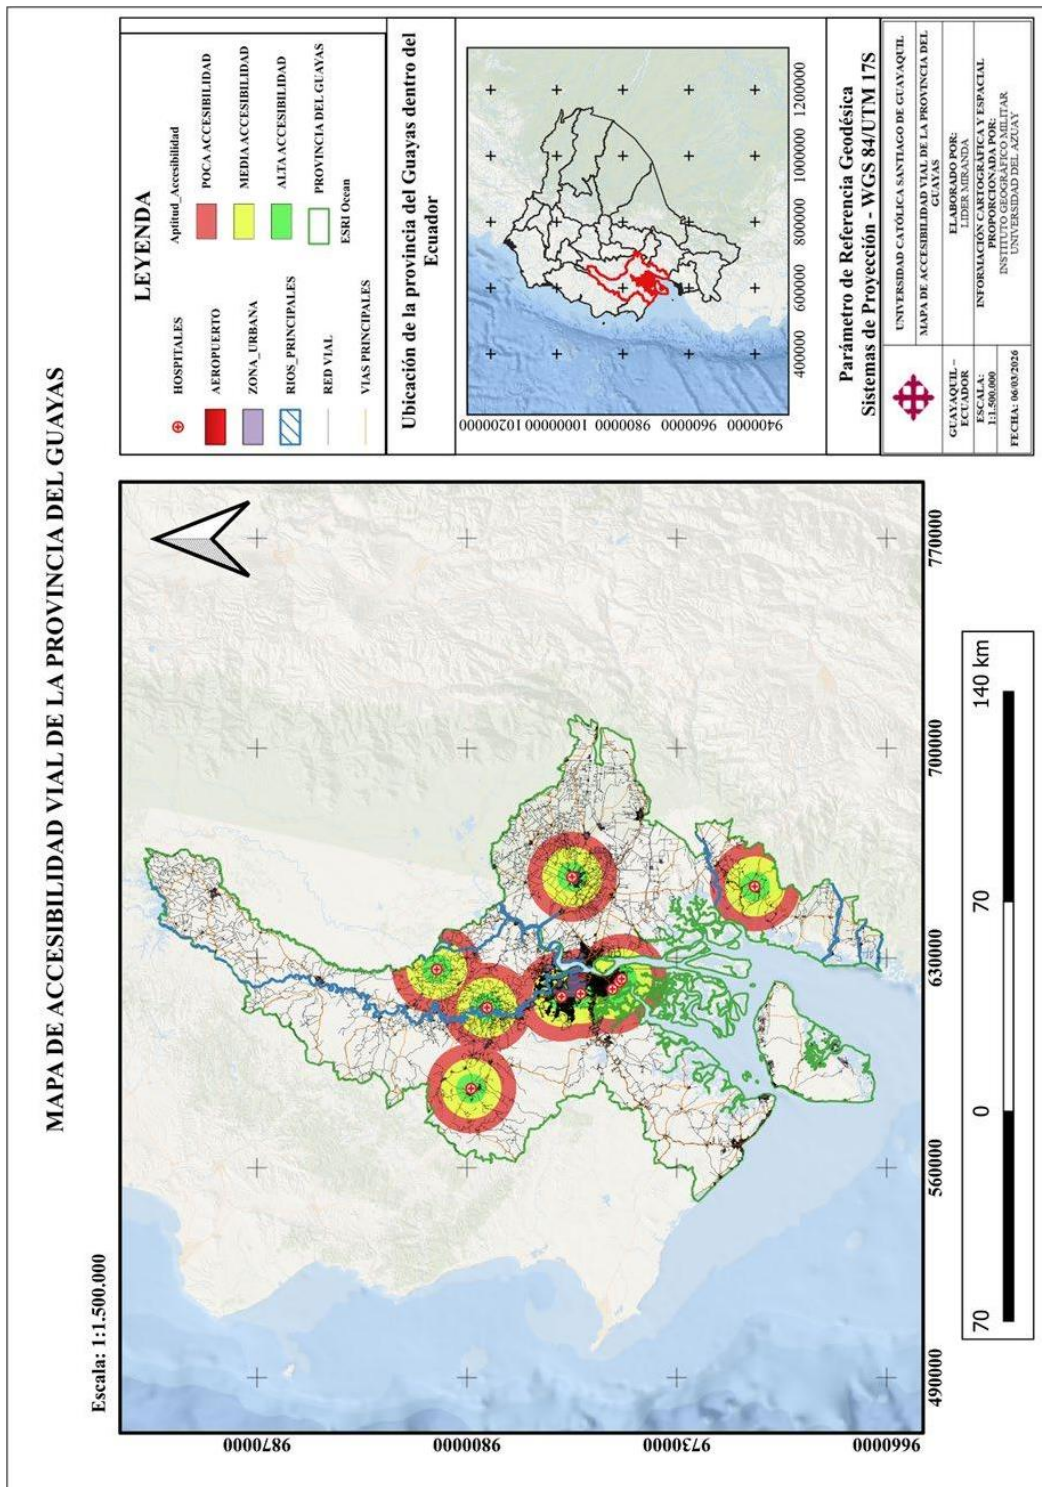 MAPA DE ACCESIBILIDAD VIAL DE LA PROVINCIA DEL GUAYAS
Escala: 1:1.500.000
490000
560000
630000
700000
770000
9870000
9800000
9730000
9660000
70
0
70
140 km
LEYENDA
HOSPITALES
AEROPUERTO
ZONA_URBANA
RIOS_PRINCIPALES
RED VIAL
VIAS PRINCIPALES
Aptitud_Accesibilidad
POCA ACCESIBILIDAD
MEDIA ACCESIBILIDAD
ALTA ACCESIBILIDAD
PROVINCIA DEL GUAYAS
ESRI Ocean
Ubicación de la provincia del Guayas dentro del
Ecuador
10200000
10000000
9800000
9600000
9400000
400000
600000
800000
1000000
1200000
Parámetro de Referencia Geodésica
Sistemas de Proyección - WGS 84/UTM 17S
UNIVERSIDAD CATÓLICA SANTIAGO DE GUAYAQUIL
MAPA DE ACCESIBILIDAD VIAL DE LA PROVINCIA DEL
GUAYAS
GUAYAQUIL –
ECUADOR
ESCALA:
1:1.500.000
FECHA: 06/03/2026
ELABORADO POR:
LIDER MIRANDA
INFORMACIÓN CARTOGRÁFICA Y ESPACIAL
PROPORCIONADA POR:
INSTITUTO GEOGRÁFICO MILITAR
UNIVERSIDAD DEL AZUAY